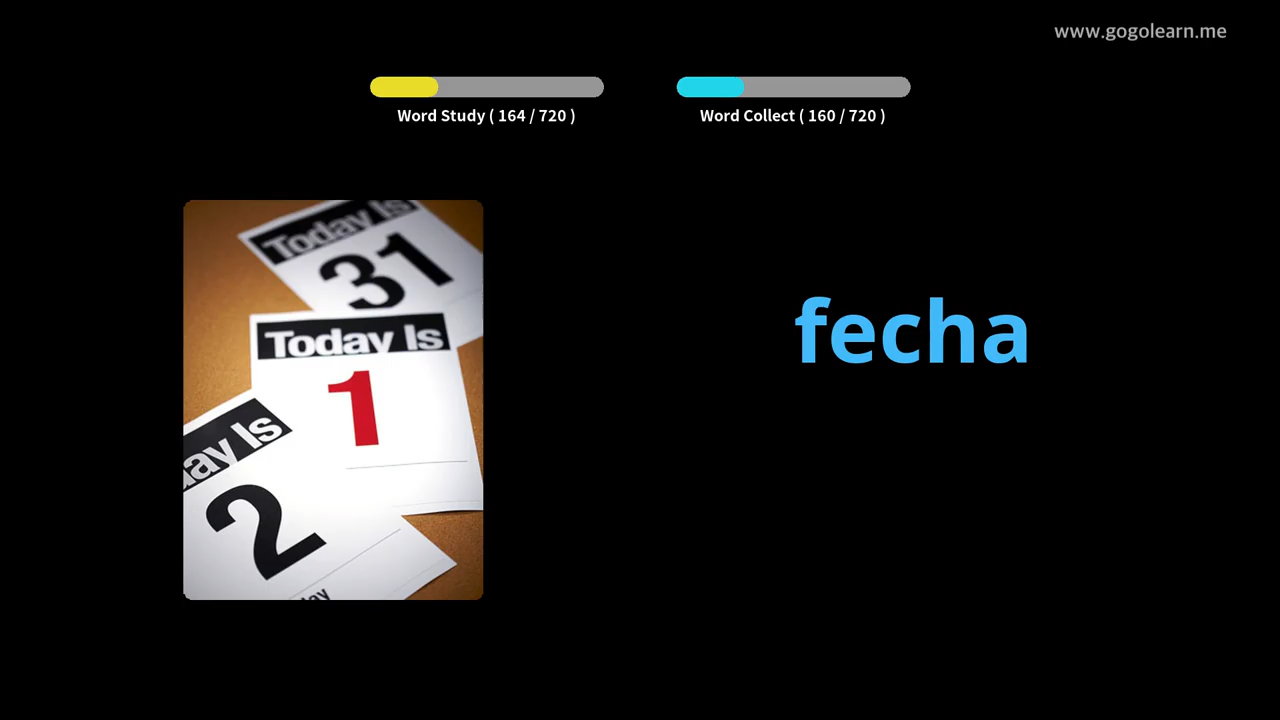 www.gogolearn.me
Word Study ( 164 / 720 )
Word Collect ( 160 / 720 )
Today Is
31
Today Is
1
ay Is
2
fecha